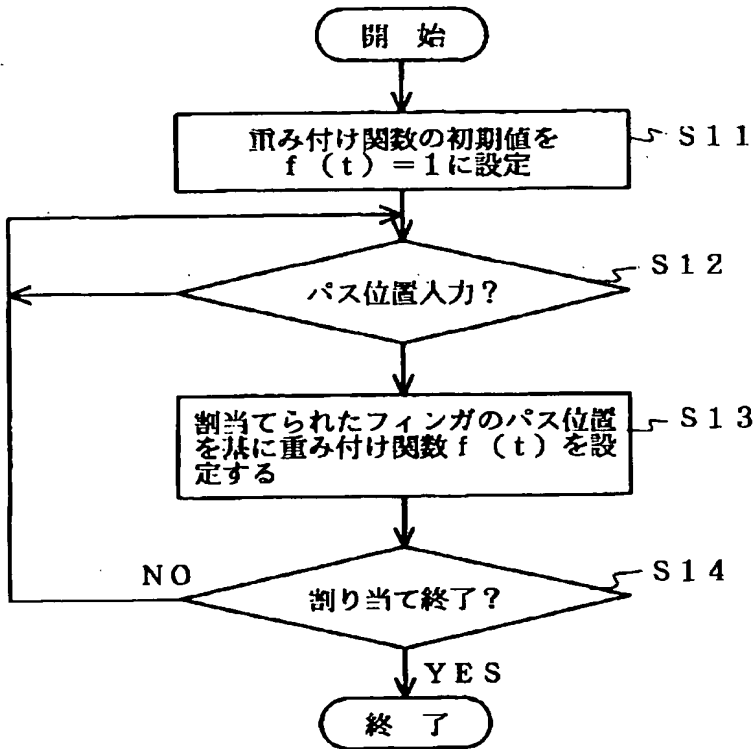 開 始
重み付け関数の初期値を
f (t) = 1に設定
S11
パス位置入力?
S12
割当てられたフィンガのパス位置
を基に重み付け関数f (t) を設
定する
S13
NO
割り当て終了?
S14
YES
終 了